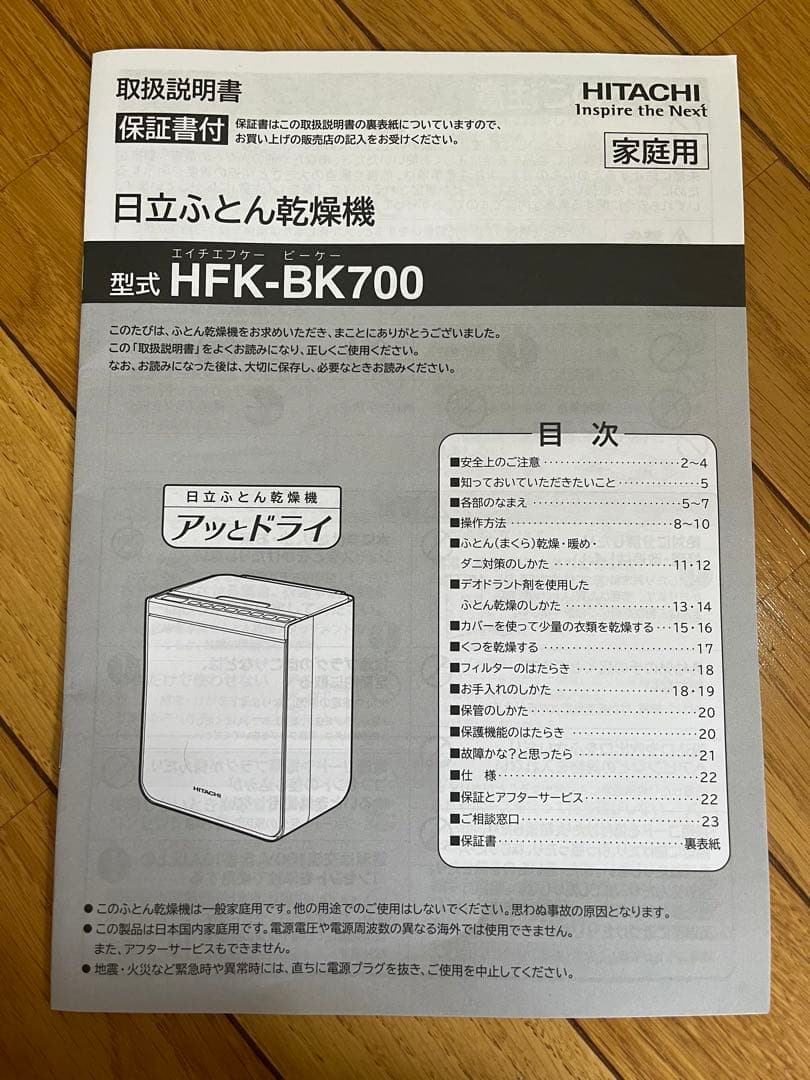 取扱説明書
保証書付
保証書はこの取扱説明書の裏表紙についていますので、
お買い上げの販売店の記入をお受けください。
HITACHI
Inspire the Next
家庭用
日立ふとん乾燥機
エイチエフケー ビーケー
型式 HFK-BK700
このたびは、ふとん乾燥機をお求めいただき、まことにありがとうございました。
この「取扱説明書」をよくお読みになり、正しくご使用ください。
なお、お読みになった後は、大切に保存し、必要なときお読みください。
日立ふとん乾燥機
アッとドライ
HITACHI
目 次
■安全上のご注意……………………2〜4
■知っておいていただきたいこと……………5
■各部のなまえ……………………5〜7
■操作方法……………………8〜10
■ふとん(まくら)乾燥・暖め・
ダニ対策のしかた…………………11・12
■デオドラント剤を使用した
ふとん乾燥のしかた………………13・14
■カバーを使って少量の衣類を乾燥する…15・16
■くつを乾燥する……………………17
■フィルターのはたらき…………………18
■お手入れのしかた………………18・19
■保管のしかた……………………20
■保護機能のはたらき…………………20
■故障かな?と思ったら…………………21
■仕 様……………………22
■保証とアフターサービス………………22
■ご相談窓口……………………23
■保証書……………………裏表紙
●このふとん乾燥機は一般家庭用です。他の用途でのご使用はしないでください。思わぬ事故の原因となります。
●この製品は日本国内家庭用です。電源電圧や電源周波数の異なる海外では使用できません。
また、アフターサービスもできません。
●地震・火災など緊急時や異常時には、直ちに電源プラグを抜き、ご使用を中止してください。